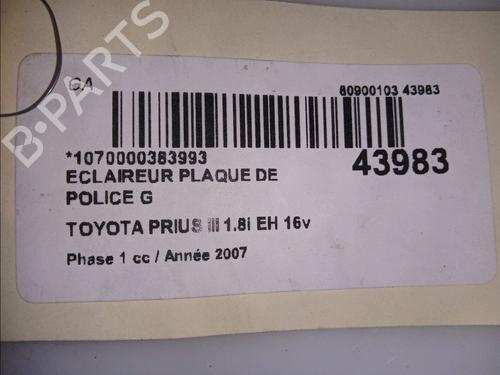 GA
80900103 43983
*1070000383993
43983
ECLAIREUR PLAQUE DE
POLICE G
TOYOTA PRIUS III 1.8i EH 16v
Phase 1 cc / Année 2007
B-PARTS